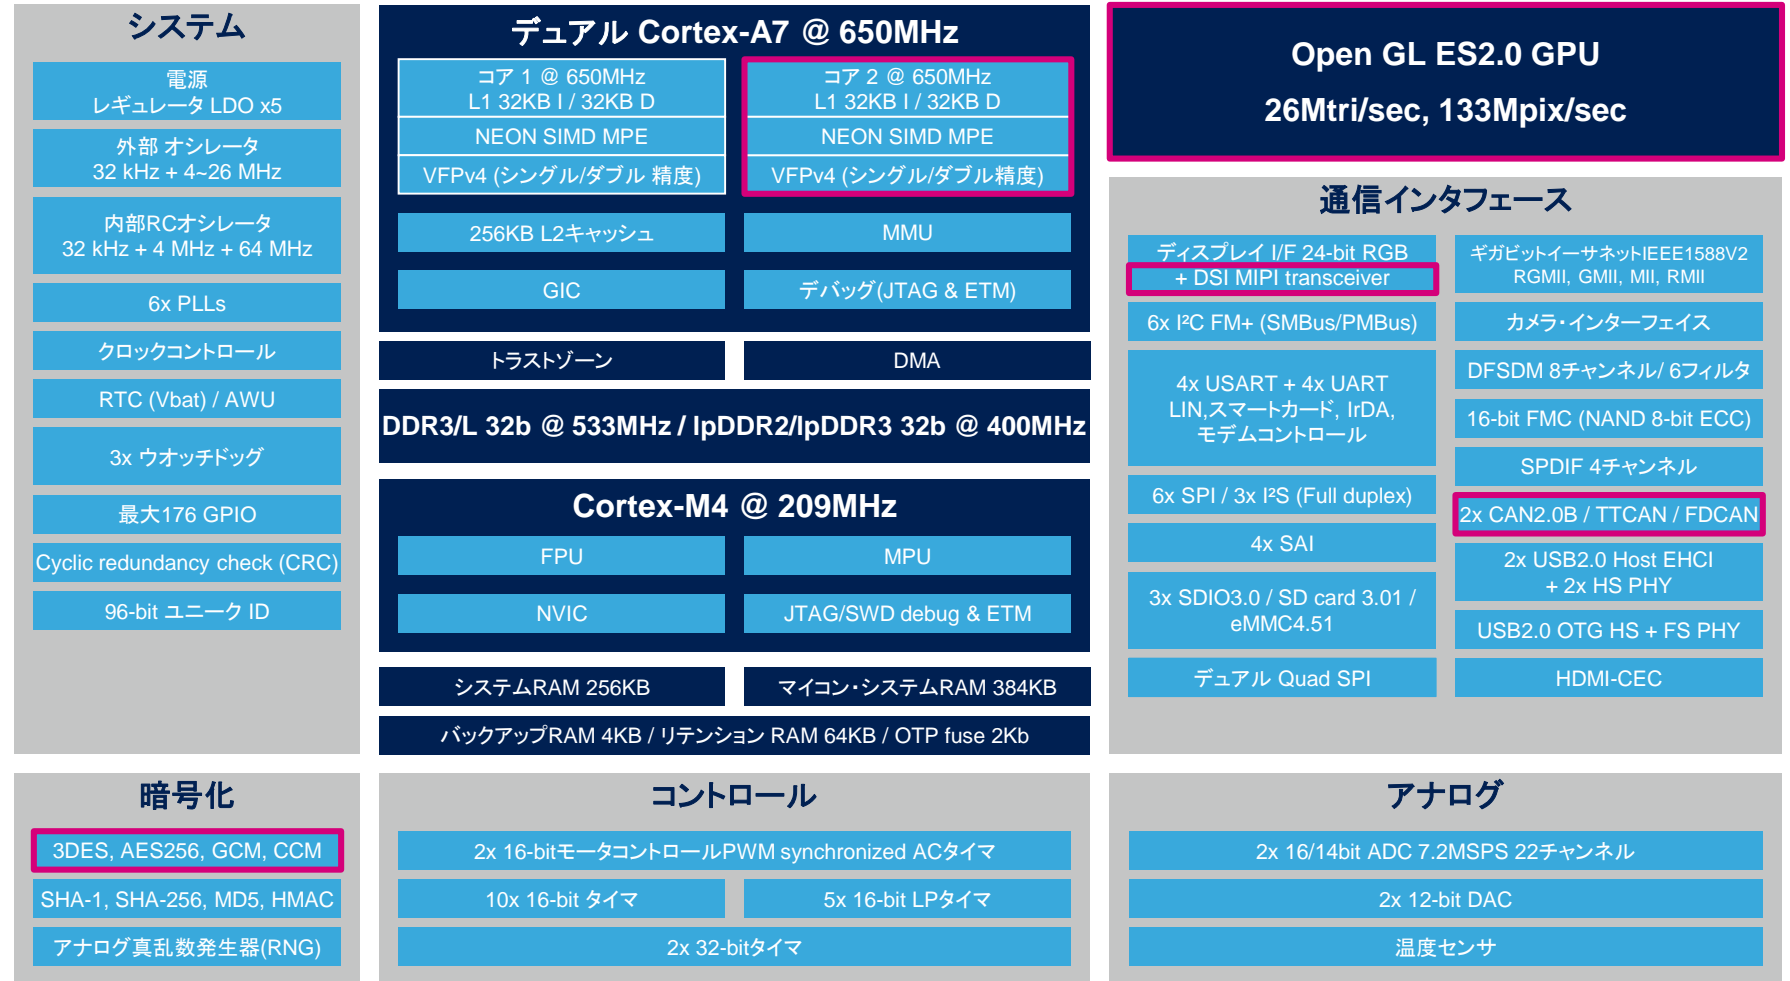 システム
電源
レギュレータ LDO x5
外部 オシレータ
32 kHz + 4~26 MHz
内部RCオシレータ
32 kHz + 4 MHz + 64 MHz
6x PLLs
クロックコントロール
RTC (Vbat) / AWU
3x ウオッチドッグ
最大176 GPIO
Cyclic redundancy check (CRC)
96-bit ユニーク ID
デュアル Cortex-A7 @ 650MHz
コア 1 @ 650MHz
L1 32KB I / 32KB D
NEON SIMD MPE
VFPv4 (シングル/ダブル 精度)
コア 2 @ 650MHz
L1 32KB I / 32KB D
NEON SIMD MPE
VFPv4 (シングル/ダブル精度)
256KB L2キャッシュ
MMU
GIC
デバッグ(JTAG & ETM)
トラストゾーン
DMA
DDR3/L 32b @ 533MHz / lpDDR2/lpDDR3 32b @ 400MHz
Cortex-M4 @ 209MHz
FPU
MPU
NVIC
JTAG/SWD debug & ETM
システムRAM 256KB
マイコン・システムRAM 384KB
バックアップRAM 4KB / リテンション RAM 64KB / OTP fuse 2Kb
Open GL ES2.0 GPU
26Mtri/sec, 133Mpix/sec
通信インタフェース
ディスプレイ I/F 24-bit RGB
+ DSI MIPI transceiver
6x I²C FM+ (SMBus/PMBus)
4x USART + 4x UART
LIN,スマートカード, IrDA,
モデムコントロール
6x SPI / 3x I²S (Full duplex)
4x SAI
3x SDIO3.0 / SD card 3.01 /
eMMC4.51
デュアル Quad SPI
ギガビットイーサネットIEEE1588V2
RGMII, GMII, MII, RMII
カメラ・インターフェイス
DFSDM 8チャンネル/ 6フィルタ
16-bit FMC (NAND 8-bit ECC)
SPDIF 4チャンネル
2x CAN2.0B / TTCAN / FDCAN
2x USB2.0 Host EHCI
+ 2x HS PHY
USB2.0 OTG HS + FS PHY
HDMI-CEC
暗号化
3DES, AES256, GCM, CCM
SHA-1, SHA-256, MD5, HMAC
アナログ真乱数発生器(RNG)
コントロール
2x 16-bitモータコントロールPWM synchronized ACタイマ
10x 16-bit タイマ
5x 16-bit LPタイマ
2x 32-bitタイマ
アナログ
2x 16/14bit ADC 7.2MSPS 22チャンネル
2x 12-bit DAC
温度センサ